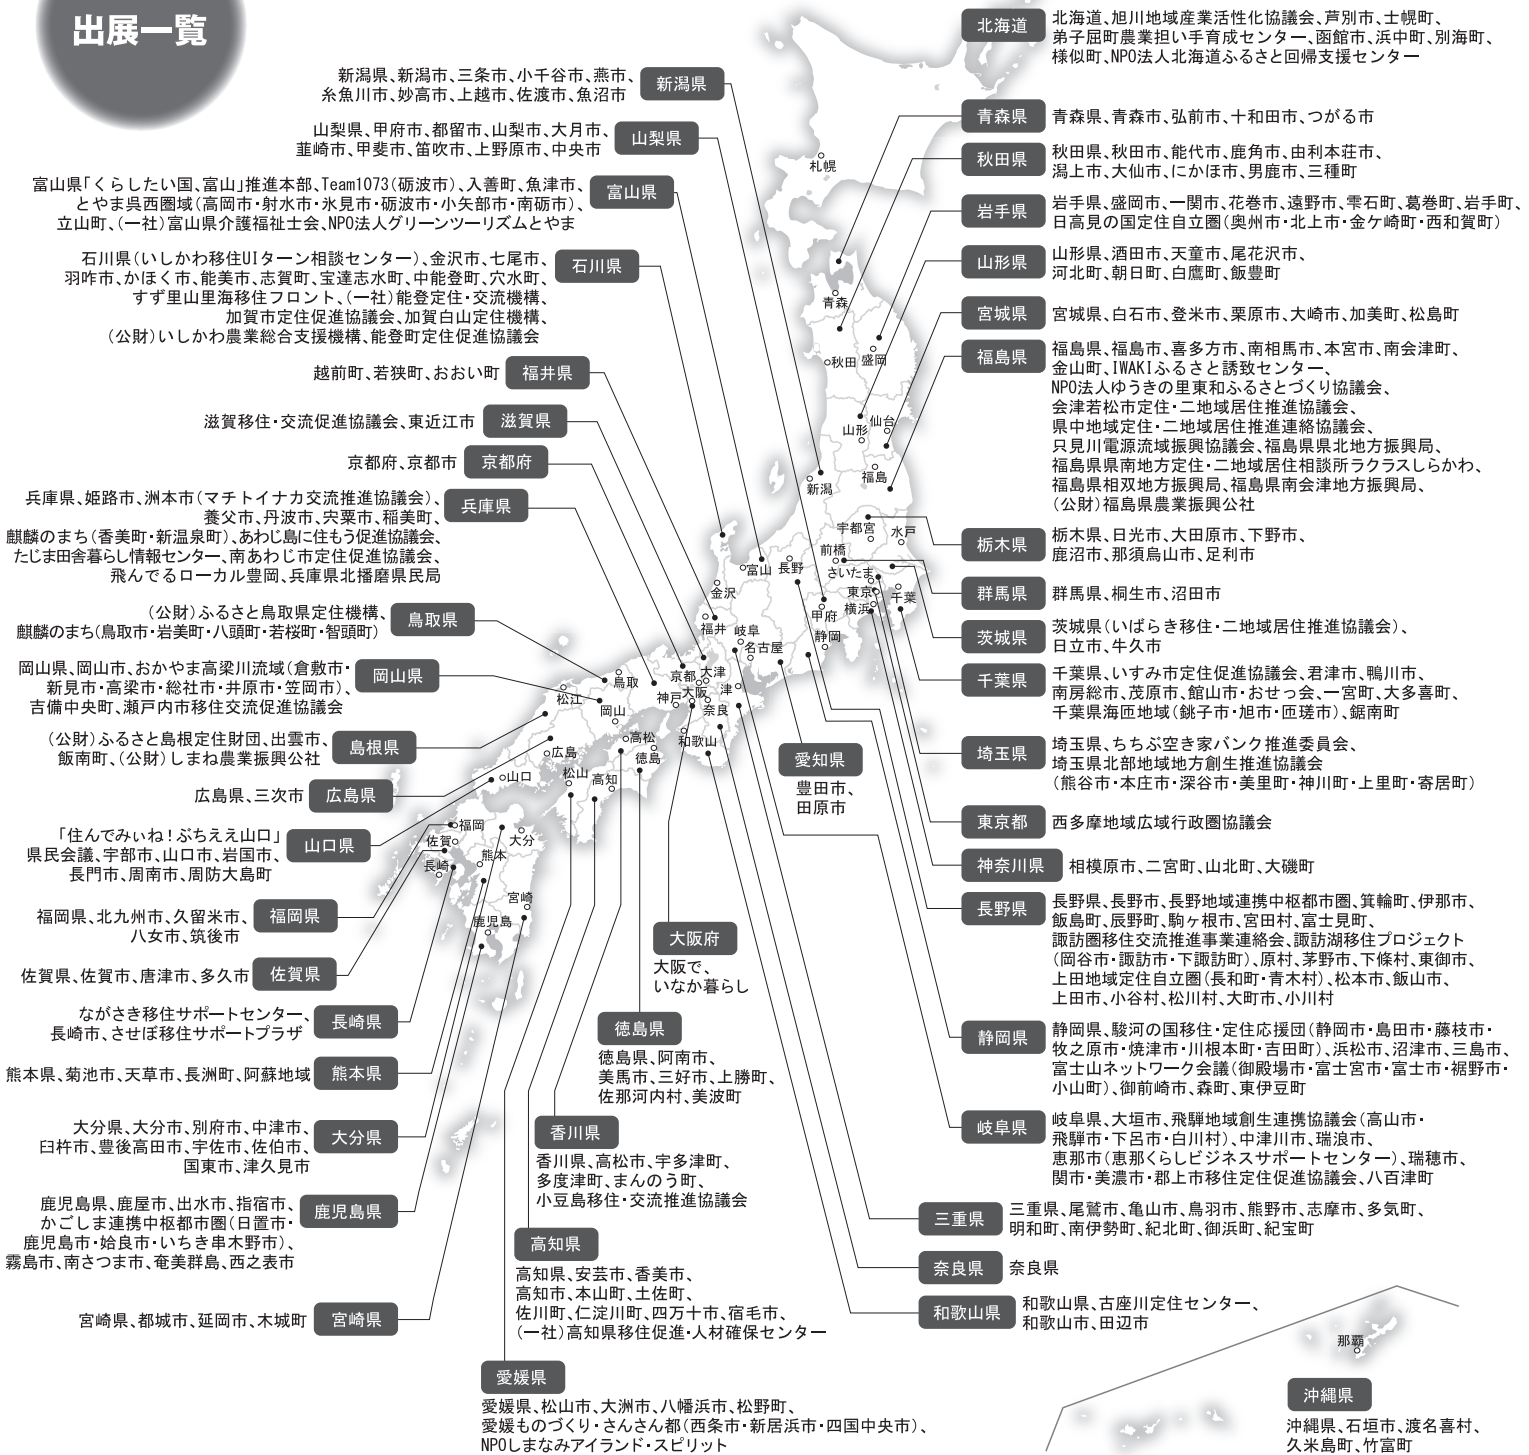 出展一覧
北海道
北海道、旭川地域産業活性化協議会、芦別市、士幌町、
弟子屈町農業担い手育成センター、函館市、浜中町、別海町、
様似町、NPO法人北海道ふるさと回帰支援センター
青森県
青森県、青森市、弘前市、十和田市、つがる市
秋田県
秋田県、秋田市、能代市、鹿角市、由利本荘市、
潟上市、大仙市、にかほ市、男鹿市、三種町
岩手県
岩手県、盛岡市、一関市、花巻市、遠野市、雫石町、葛巻町、岩手町、
日高見の国定住自立圏(奥州市・北上市・金ケ崎町・西和賀町)
山形県
山形県、酒田市、天童市、尾花沢市、
河北町、朝日町、白鷹町、飯豊町
宮城県
宮城県、白石市、登米市、栗原市、大崎市、加美町、松島町
福島県
福島県、福島市、喜多方市、南相馬市、本宮市、南会津町、
金山町、IWAKIふるさと誘致センター、
NPO法人ゆうきの里東和ふるさとづくり協議会、
会津若松市定住・二地域居住推進協議会、
県中地域定住・二地域居住推進連絡協議会、
只見川電源流域振興協議会、福島県県北地方振興局、
福島県県南地方定住・二地域居住相談所ラクラスしらかわ、
福島県相双地方振興局、福島県南会津地方振興局、
(公財)福島県農業振興公社
栃木県
栃木県、日光市、大田原市、下野市、
鹿沼市、那須烏山市、足利市
群馬県
群馬県、桐生市、沼田市
茨城県
茨城県(いばらき移住・二地域居住推進協議会)、
日立市、牛久市
千葉県
千葉県、いすみ市定住促進協議会、君津市、鴨川市、
南房総市、茂原市、館山市・おせっ会、一宮町、大多喜町、
千葉県海匝地域(銚子市・旭市・匝瑳市)、鋸南町
埼玉県
埼玉県、ちちぶ空き家バンク推進委員会、
埼玉県北部地域地方創生推進協議会
(熊谷市・本庄市・深谷市・美里町・神川町・上里町・寄居町)
東京都
西多摩地域広域行政圏協議会
神奈川県
相模原市、二宮町、山北町、大磯町
長野県
長野県、長野市、長野地域連携中枢都市圏、箕輪町、伊那市、
飯島町、辰野町、駒ヶ根市、宮田村、富士見町、
諏訪圏移住交流推進事業連絡会、諏訪湖移住プロジェクト
(岡谷市・諏訪市・下諏訪町)、原村、茅野市、下條村、東御市、
上田地域定住自立圏(長和町・青木村)、松本市、飯山市、
上田市、小谷村、松川村、大町市、小川村
静岡県
静岡県、駿河の国移住・定住応援団(静岡市・島田市・藤枝市・
牧之原市・焼津市・川根本町・吉田町)、浜松市、沼津市、三島市、
富士山ネットワーク会議(御殿場市・富士宮市・富士市・裾野市・
小山町)、御前崎市、森町、東伊豆町
岐阜県
岐阜県、大垣市、飛騨地域創生連携協議会(高山市・
飛騨市・下呂市・白川村)、中津川市、瑞浪市、
恵那市(恵那くらしビジネスサポートセンター)、瑞穂市、
関市・美濃市・郡上市移住定住促進協議会、八百津町
三重県
三重県、尾鷲市、亀山市、鳥羽市、熊野市、志摩市、多気町、
明和町、南伊勢町、紀北町、御浜町、紀宝町
奈良県
奈良県
和歌山県
和歌山県、古座川定住センター、
和歌山市、田辺市
沖縄県
沖縄県、石垣市、渡名喜村、
久米島町、竹富町
新潟県
新潟県、新潟市、三条市、小千谷市、燕市、
糸魚川市、妙高市、上越市、佐渡市、魚沼市
山梨県
山梨県、甲府市、都留市、山梨市、大月市、
韮崎市、甲斐市、笛吹市、上野原市、中央市
富山県
富山県「くらしたい国、富山」推進本部、Team1073(砺波市)、入善町、魚津市、
とやま呉西圏域(高岡市・射水市・氷見市・砺波市・小矢部市・南砺市)、
立山町、(一社)富山県介護福祉士会、NPO法人グリーンツーリズムとやま
石川県
石川県(いしかわ移住UIターン相談センター)、金沢市、七尾市、
羽咋市、かほく市、能美市、志賀町、宝達志水町、中能登町、穴水町、
すず里山里海移住フロント、(一社)能登定住・交流機構、
加賀市定住促進協議会、加賀白山定住機構、
(公財)いしかわ農業総合支援機構、能登町定住促進協議会
福井県
越前町、若狭町、おおい町
滋賀県
滋賀移住・交流促進協議会、東近江市
京都府
京都府、京都市
兵庫県
兵庫県、姫路市、洲本市(マチトイナカ交流推進協議会)、
養父市、丹波市、宍粟市、稲美町、
麒麟のまち(香美町・新温泉町)、あわじ島に住もう促進協議会、
たじま田舎暮らし情報センター、南あわじ市定住促進協議会、
飛んでるローカル豊岡、兵庫県北播磨県民局
鳥取県
(公財)ふるさと鳥取県定住機構、
麒麟のまち(鳥取市・岩美町・八頭町・若桜町・智頭町)
岡山県
岡山県、岡山市、おかやま高梁川流域(倉敷市・
新見市・高梁市・総社市・井原市・笠岡市)、
吉備中央町、瀬戸内市移住交流促進協議会
島根県
(公財)ふるさと島根定住財団、出雲市、
飯南町、(公財)しまね農業振興公社
広島県
広島県、三次市
山口県
「住んでみぃね!ぶちええ山口」
県民会議、宇部市、山口市、岩国市、
長門市、周南市、周防大島町
福岡県
福岡県、北九州市、久留米市、
八女市、筑後市
佐賀県
佐賀県、佐賀市、唐津市、多久市
長崎県
ながさき移住サポートセンター、
長崎市、させぼ移住サポートプラザ
熊本県
熊本県、菊池市、天草市、長洲町、阿蘇地域
大分県
大分県、大分市、別府市、中津市、
臼杵市、豊後高田市、宇佐市、佐伯市、
国東市、津久見市
鹿児島県
鹿児島県、鹿屋市、出水市、指宿市、
かごしま連携中枢都市圏(日置市・
鹿児島市・姶良市・いちき串木野市)、
霧島市、南さつま市、奄美群島、西之表市
宮崎県
宮崎県、都城市、延岡市、木城町
愛知県
豊田市、
田原市
大阪府
大阪で、
いなか暮らし
徳島県
徳島県、阿南市、
美馬市、三好市、上勝町、
佐那河内村、美波町
香川県
香川県、高松市、宇多津町、
多度津町、まんのう町、
小豆島移住・交流推進協議会
高知県
高知県、安芸市、香美市、
高知市、本山町、土佐町、
佐川町、仁淀川町、四万十市、宿毛市、
(一社)高知県移住促進・人材確保センター
愛媛県
愛媛県、松山市、大洲市、八幡浜市、松野町、
愛媛ものづくり・さんさん都(西条市・新居浜市・四国中央市)、
NPOしまなみアイランド・スピリット
札幌
青森
秋田
盛岡
山形
仙台
新潟
福島
宇都宮
水戸
前橋
さいたま
東京
千葉
横浜
甲府
静岡
長野
富山
金沢
福井
岐阜
名古屋
大津
京都
大阪
神戸
奈良
津
和歌山
鳥取
松江
岡山
広島
山口
高松
徳島
松山
高知
福岡
佐賀
長崎
大分
熊本
宮崎
鹿児島
那覇